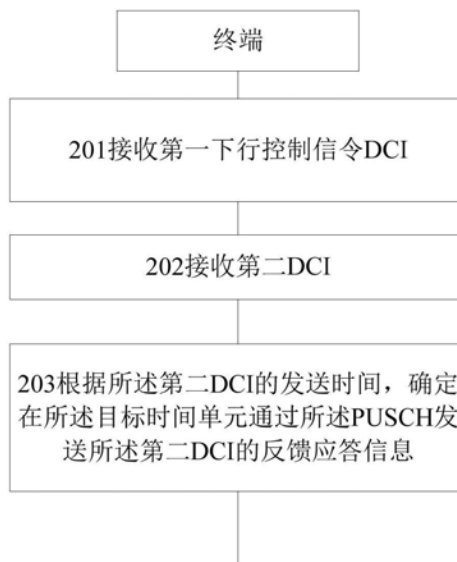 终端
201接收第一下行控制信令DCI
202接收第二DCI
203根据所述第二DCI的发送时间，确定
在所述目标时间单元通过所述PUSCH发
送所述第二DCI的反馈应答信息